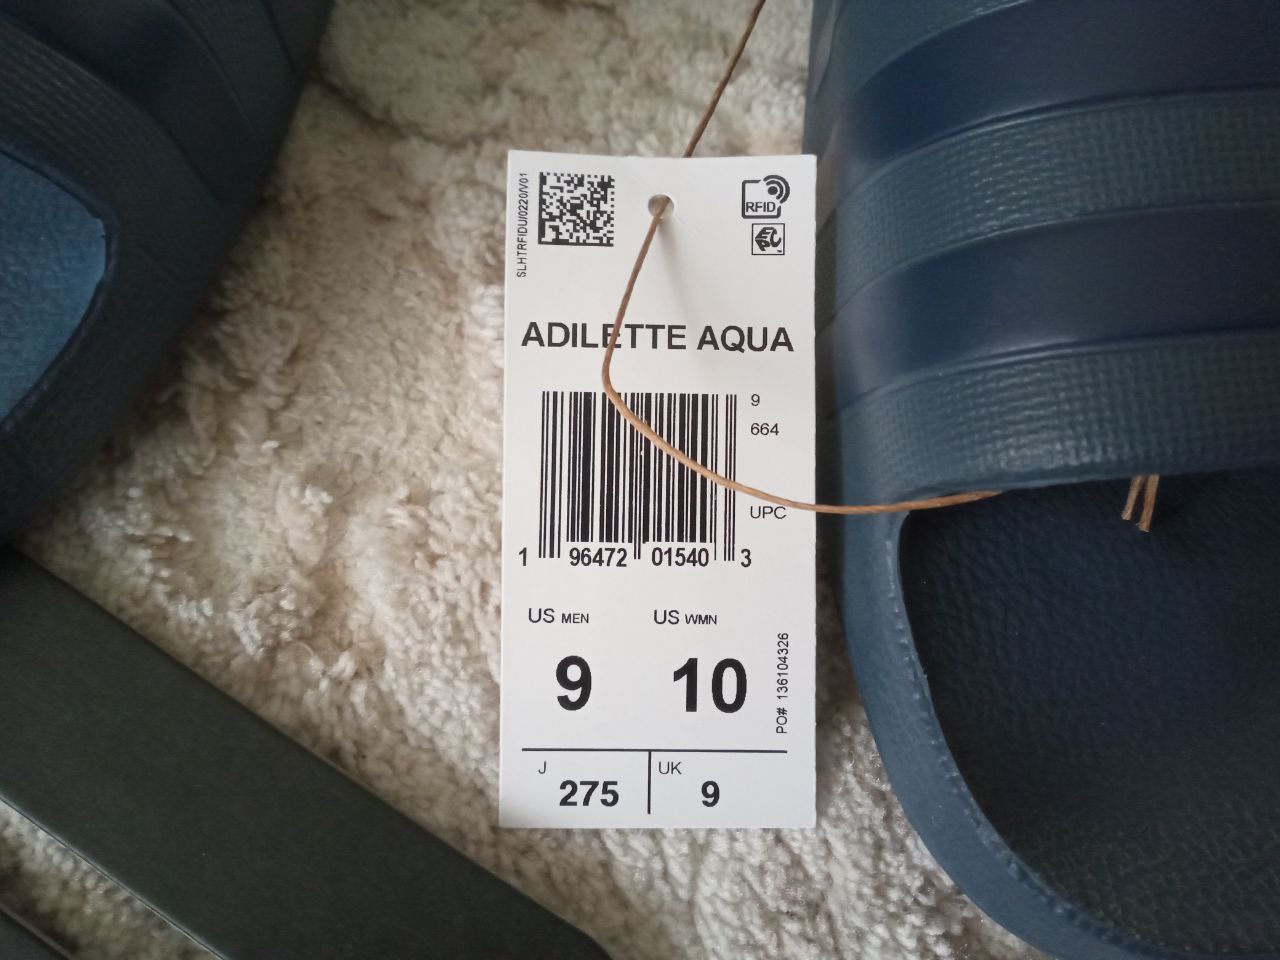 SLHTRFIDU/0220/V01
RFID
EPC
ADILETTE AQUA
9
664
UPC
1 96472 01540 3
US MEN US WMN
9 10
PO# 136104326
J 275 UK 9